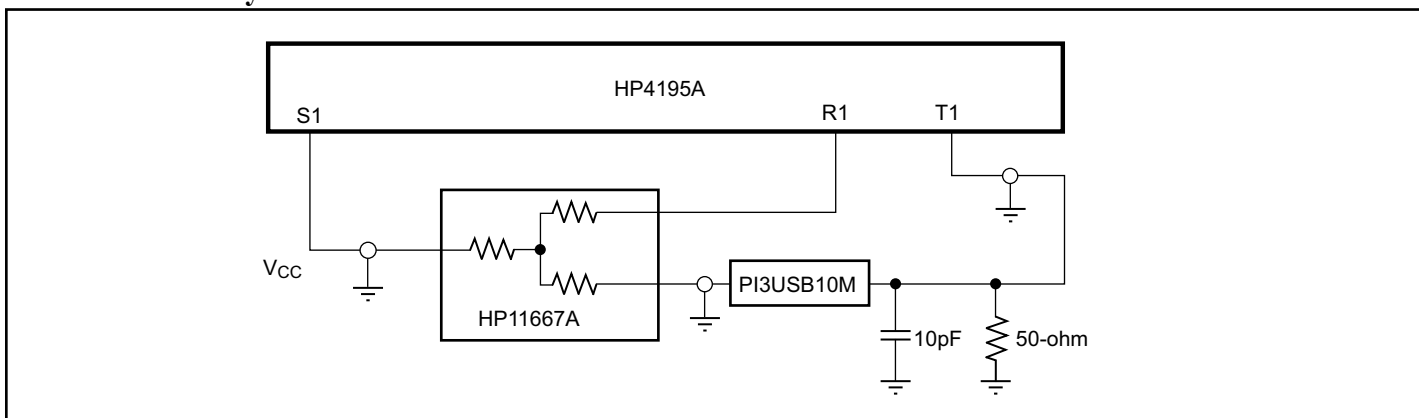 HP4195A
S1
R1
T1
VCC
HP11667A
PI3USB10M
10pF
50-ohm